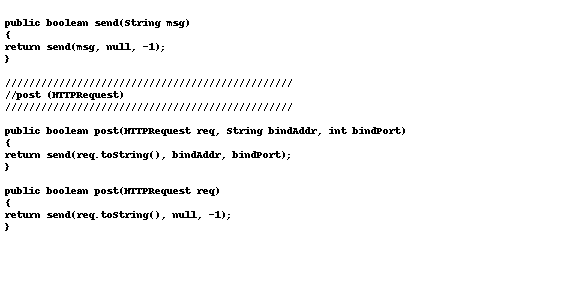 public boolean send(String msg)
{
return send(msg, null, -1);
}
////////////////////////////////////////////////
//post (HTTPRequest)
////////////////////////////////////////////////
public boolean post(HTTPRequest req, String bindAddr, int bindPort)
{
return send(req.toString(), bindAddr, bindPort);
}
public boolean post(HTTPRequest req)
{
return send(req.toString(), null, -1);
}